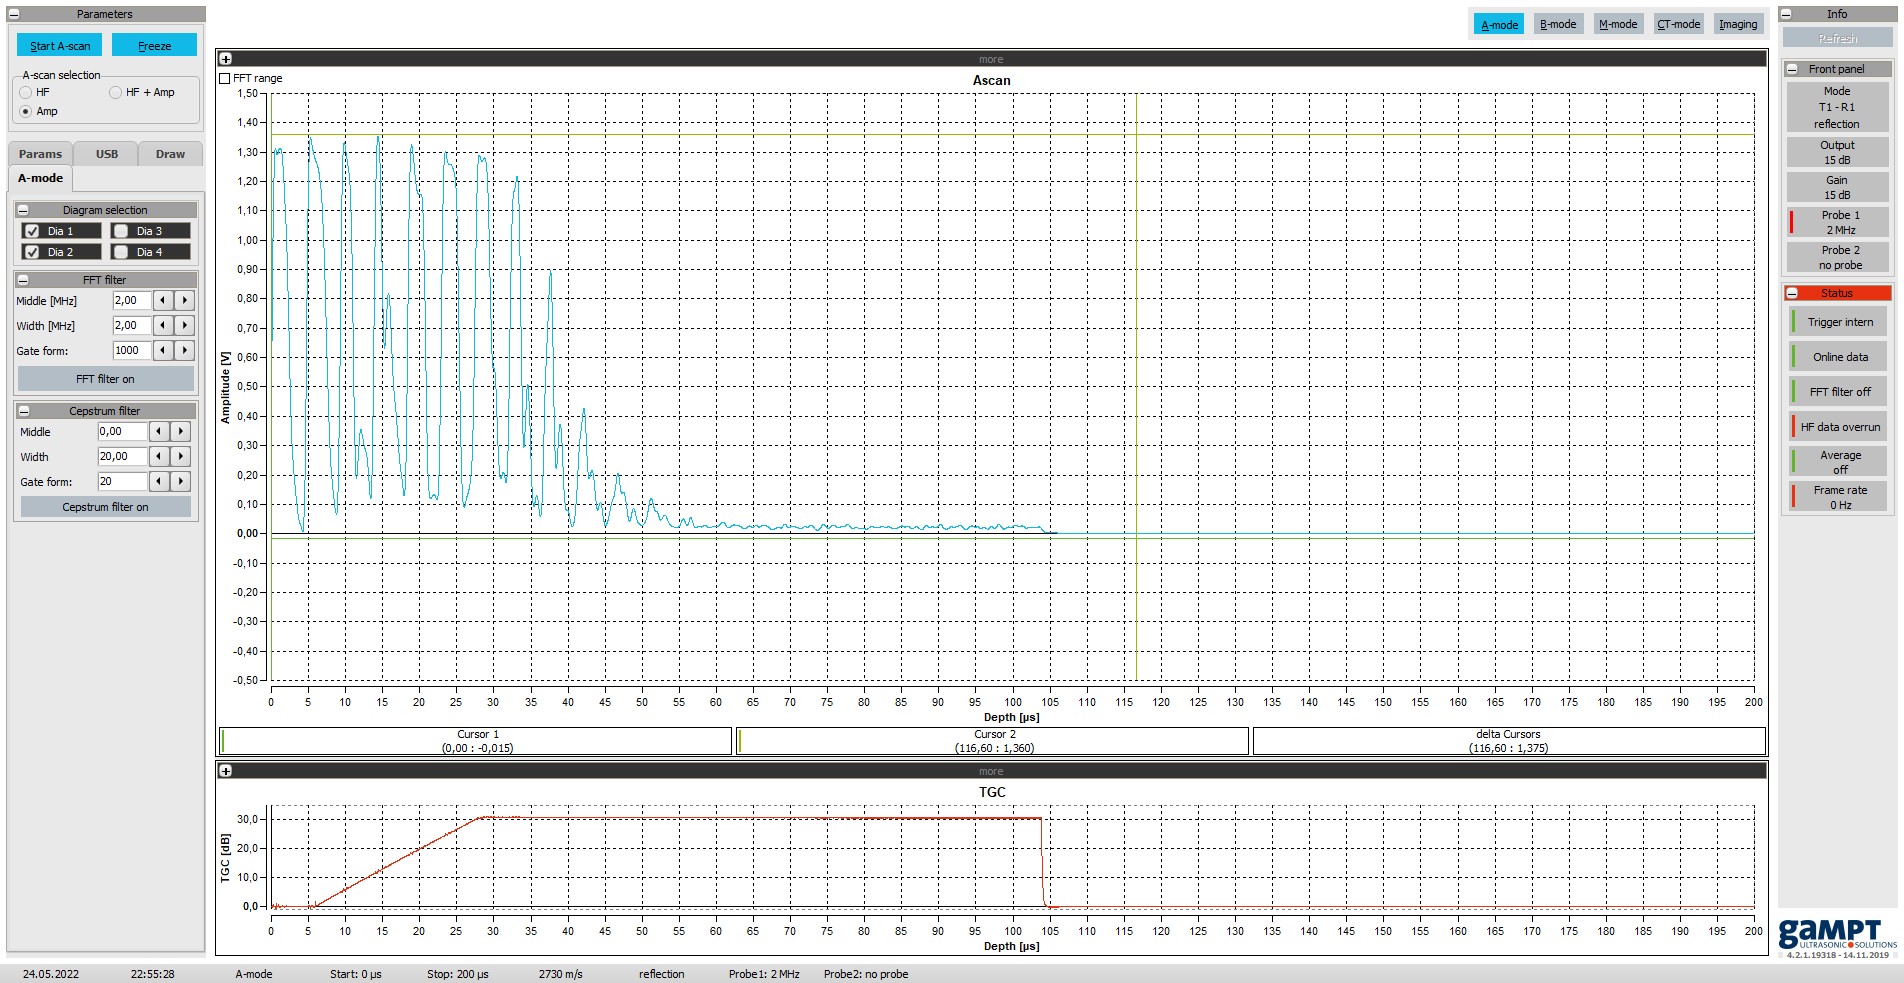 Parameters
Start A-scan Freeze
A-scan selection
HF HF + Amp
Amp
Params USB Draw
A-mode
Diagram selection
Dia 1 Dia 3
Dia 2 Dia 4
FFT filter
Middle [MHz] 2,00
Width [MHz] 2,00
Gate form: 1000
FFT filter on
Cepstrum filter
Middle 0,00
Width 20,00
Gate form: 20
Cepstrum filter on
A-mode B-mode M-mode CT-mode Imaging
more
FFT range
Ascan
1,50
1,40
1,30
1,20
1,10
1,00
0,90
0,80
0,70
0,60
0,50
0,40
0,30
0,20
0,10
0,00
-0,10
-0,20
-0,30
-0,40
-0,50
Amplitude [V]
0 5 10 15 20 25 30 35 40 45 50 55 60 65 70 75 80 85 90 95 100 105 110 115 120 125 130 135 140 145 150 155 160 165 170 175 180 185 190 195 200
Depth [µs]
Cursor 1 Cursor 2 delta Cursors
(0,00 : -0,015) (116,60 : 1,360) (116,60 : 1,375)
more
TGC
30,0
20,0
10,0
0,0
TGC [dB]
0 5 10 15 20 25 30 35 40 45 50 55 60 65 70 75 80 85 90 95 100 105 110 115 120 125 130 135 140 145 150 155 160 165 170 175 180 185 190 195 200
Depth [µs]
Info
Refresh
Front panel
Mode
T1 - R1
reflection
Output
15 dB
Gain
15 dB
Probe 1
2 MHz
Probe 2
no probe
Status
Trigger intern
Online data
FFT filter off
HF data overrun
Average
off
Frame rate
0 Hz
gaMPT
ULTRASONIC SOLUTIONS
4.2.1.19318 - 14.11.2019
24.05.2022 22:55:28 A-mode Start: 0 µs Stop: 200 µs 2730 m/s reflection Probe1: 2 MHz Probe2: no probe